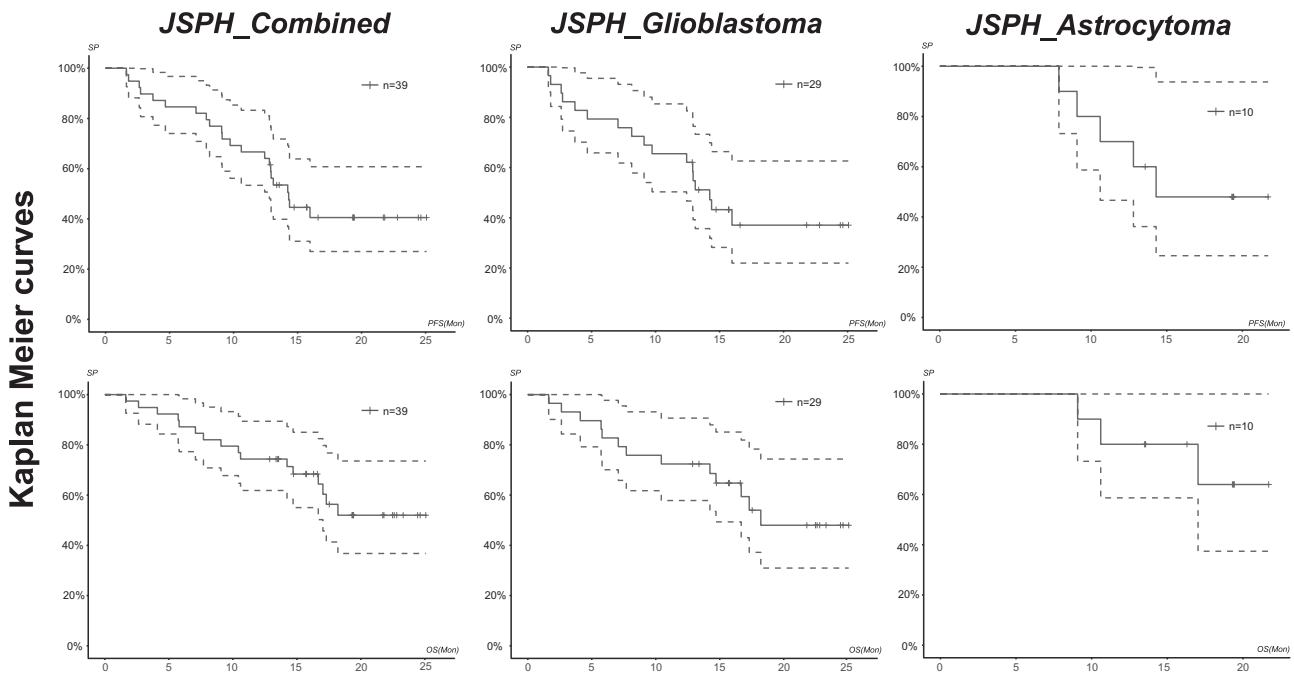 JSPH_Combined
JSPH_Glioblastoma
JSPH_Astrocytoma
Kaplan Meier curves
SP
100%
80%
60%
40%
20%
0%
n=39
PFS(Mon)
0 5 10 15 20 25
SP
100%
80%
60%
40%
20%
0%
n=29
PFS(Mon)
0 5 10 15 20 25
SP
100%
80%
60%
40%
20%
0%
n=10
PFS(Mon)
0 5 10 15 20
SP
100%
80%
60%
40%
20%
0%
n=39
OS(Mon)
0 5 10 15 20 25
SP
100%
80%
60%
40%
20%
0%
n=29
OS(Mon)
0 5 10 15 20 25
SP
100%
80%
60%
40%
20%
0%
n=10
OS(Mon)
0 5 10 15 20